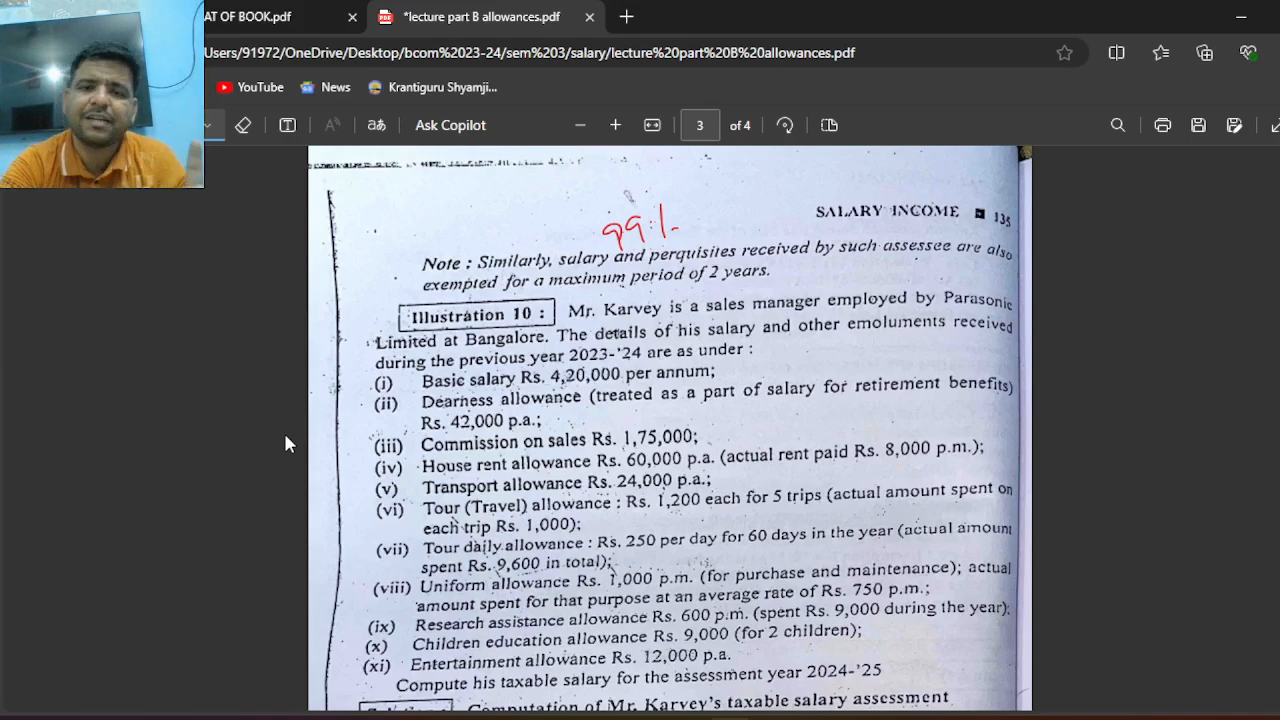 AT OF BOOK.pdf
*lecture part B allowances.pdf
Users/91972/OneDrive/Desktop/bcom%2023-24/sem%203/salary/lecture%20part%20B%20allowances.pdf
YouTube News Krantiguru Shyamji...
Ask Copilot 3 of 4
SALARY INCOME 135
99%
Note : Similarly, salary and perquisites received by such assessee are also
exempted for a maximum period of 2 years.
Illustration 10 : Mr. Karvey is a sales manager employed by Parasonic
Limited at Bangalore. The details of his salary and other emoluments received
during the previous year 2023-'24 are as under :
(i) Basic salary Rs. 4,20,000 per annum;
(ii) Dearness allowance (treated as a part of salary for retirement benefits)
Rs. 42,000 p.a.;
(iii) Commission on sales Rs. 1,75,000;
(iv) House rent allowance Rs. 60,000 p.a. (actual rent paid Rs. 8,000 p.m.);
(v) Transport allowance Rs. 24,000 p.a.;
(vi) Tour (Travel) allowance : Rs. 1,200 each for 5 trips (actual amount spent on
each trip Rs. 1,000);
(vii) Tour daily allowance : Rs. 250 per day for 60 days in the year (actual amount
spent Rs. 9,600 in total);
(viii) Uniform allowance Rs. 1,000 p.m. (for purchase and maintenance); actual
amount spent for that purpose at an average rate of Rs. 750 p.m.;
(ix) Research assistance allowance Rs. 600 p.m. (spent Rs. 9,000 during the year);
(x) Children education allowance Rs. 9,000 (for 2 children);
(xi) Entertainment allowance Rs. 12,000 p.a.
Compute his taxable salary for the assessment year 2024-'25
Computation of Mr. Karvey's taxable salary assessment